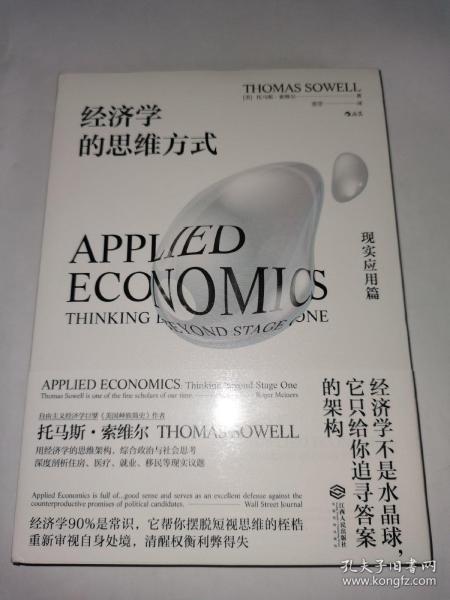 THOMAS SOWELL
[美] 托马斯·索维尔 著
译
后浪
经济学
的思维方式
APPLIED
ECONOMICS
THINKING BEYOND STAGE ONE
现实应用篇
APPLIED ECONOMICS: Thinking Beyond Stage One
Thomas Sowell is one of the fine scholars of our time. Roger Meiners
自由主义经济学巨擘《美国种族简史》作者
托马斯·索维尔 THOMAS SOWELL
用经济学的思维架构,综合政治与社会思考
深度剖析住房、医疗、就业、移民等现实议题
Applied Economics is full of...good sense and serves as an excellent defense against the
counterproductive promises of political candidates. Wall Street Journal
经济学90%是常识,它帮你摆脱短视思维的桎梏
重新审视自身处境,清醒权衡利弊得失
经济学不是水晶球,
它只给你追寻答案
的架构
江西人民出版社
孔夫子旧书网
www.kongfz.com